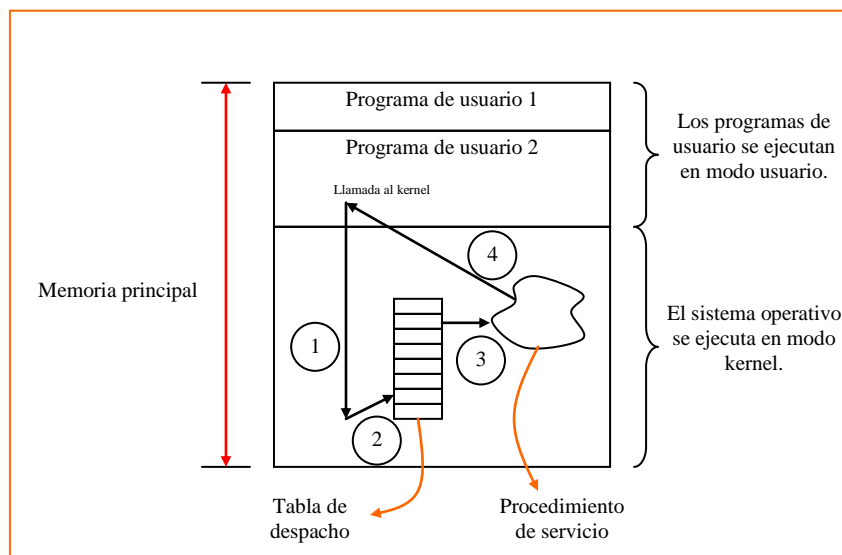 Programa de usuario 1
Programa de usuario 2
Llamada al kernel
Los programas de
usuario se ejecutan
en modo usuario.
Memoria principal
4
1
3
2
El sistema operativo
se ejecuta en modo
kernel.
Tabla de
despacho
Procedimiento
de servicio